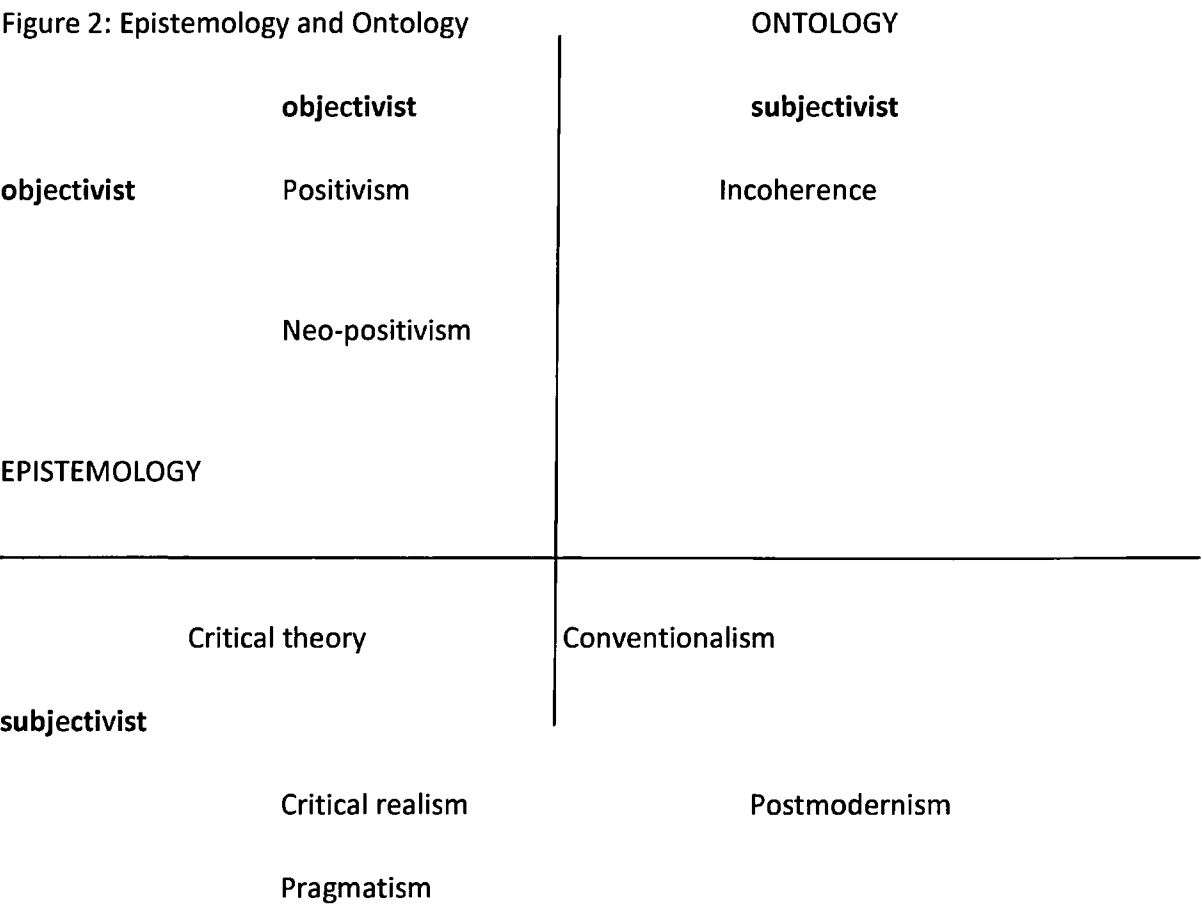 Figure 2: Epistemology and Ontology ONTOLOGY
objectivist subjectivist
objectivist Positivism Incoherence
Neo-positivism
EPISTEMOLOGY
Critical theory Conventionalism
subjectivist
Critical realism Postmodernism
Pragmatism